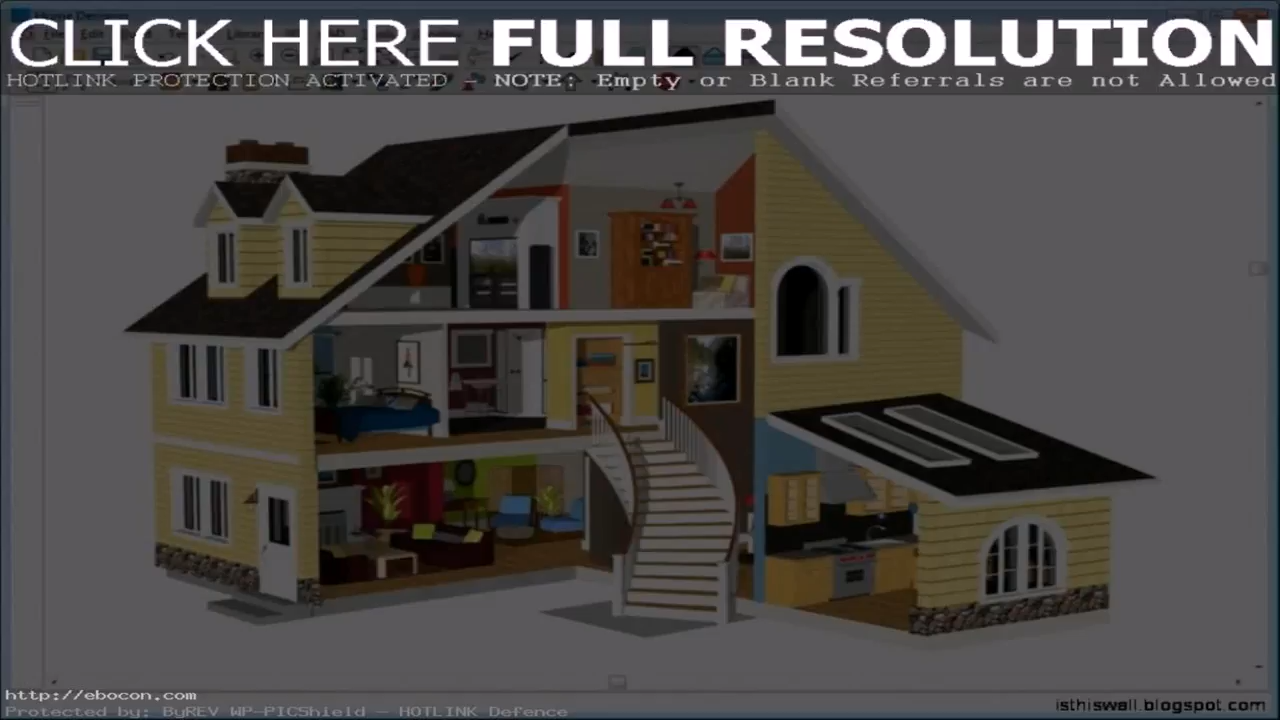 CLICK HERE FULL RESOLUTION
HOTLINK PROTECTION ACTIVATED - NOTE: Empty or Blank Referrals are not Allowed
http://ebocon.com
Protected by: ByREV WP-PICShield - HOTLINK Defence
isthiswall.blogspot.com